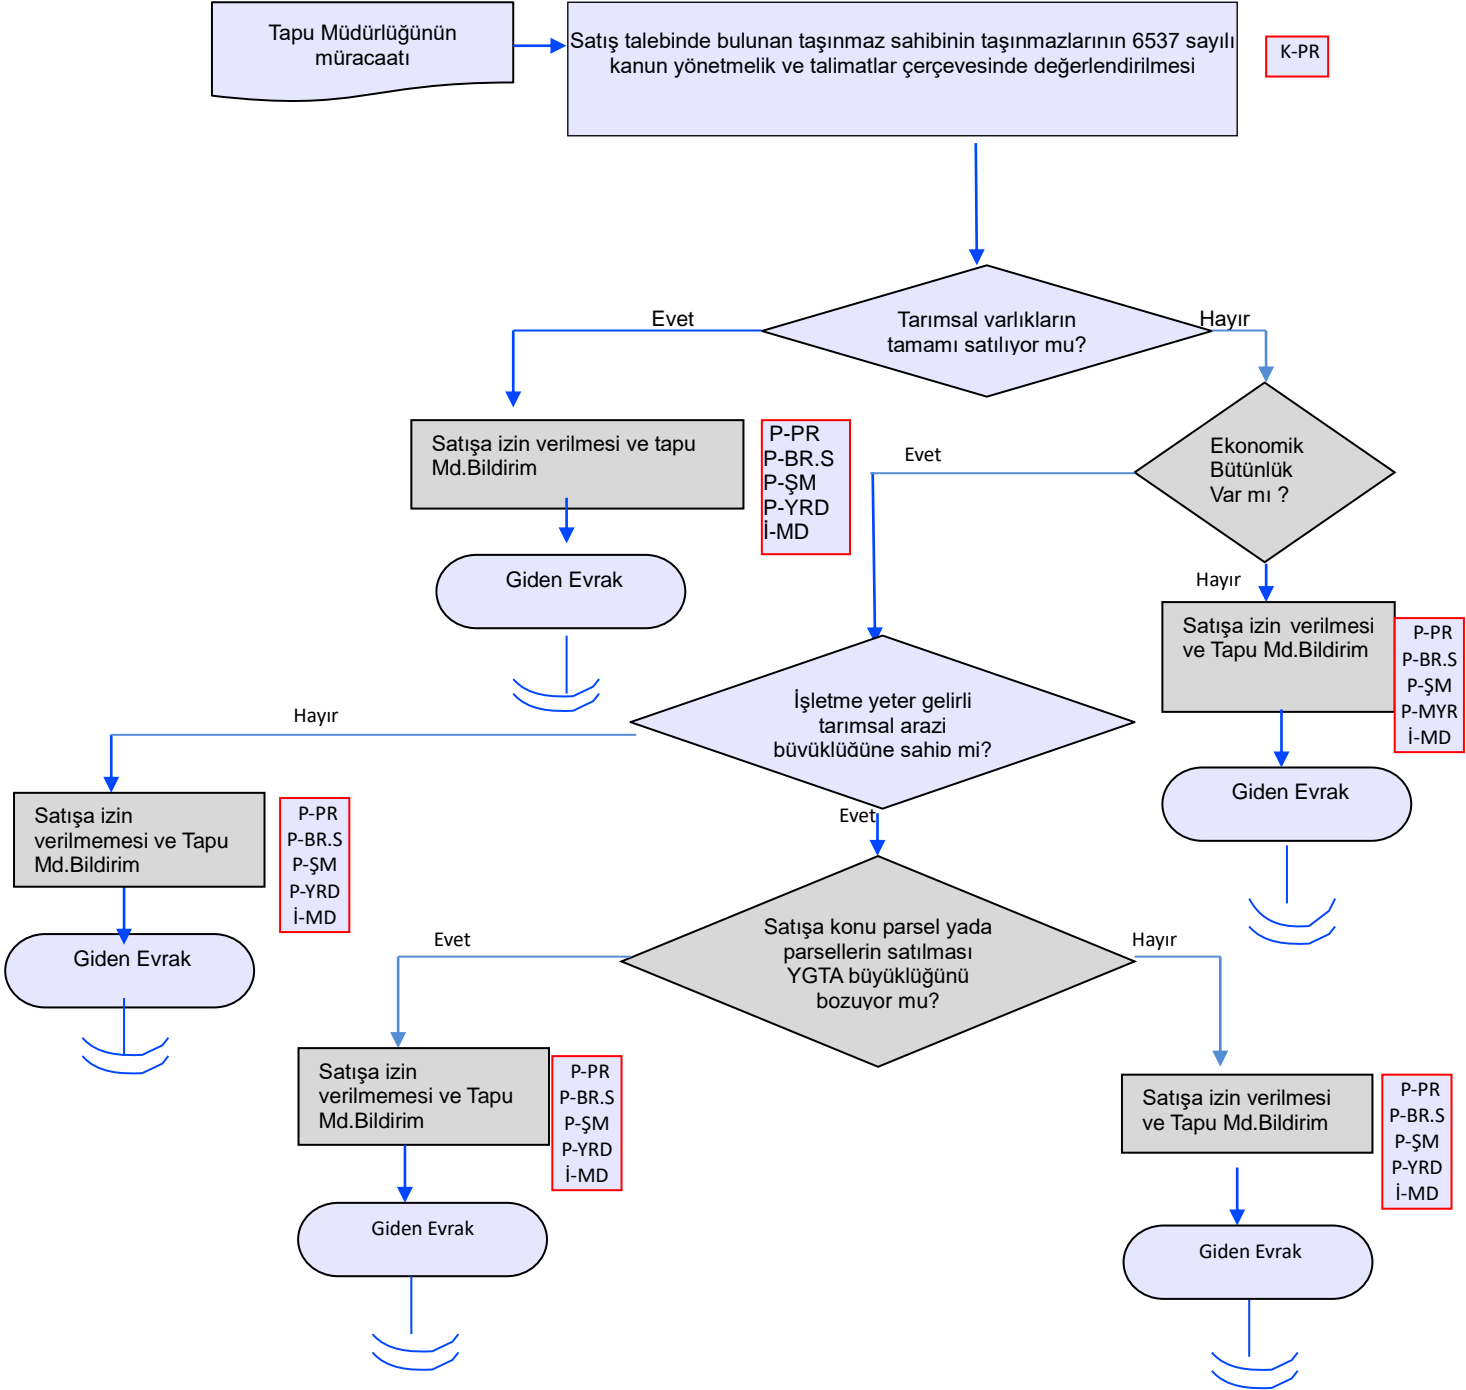 Tapu Müdürlüğünün
müracaatı
Satış talebinde bulunan taşınmaz sahibinin taşınmazlarının 6537 sayılı
kanun yönetmelik ve talimatlar çerçevesinde değerlendirilmesi
K-PR
Tarımsal varlıkların
tamamı satılıyor mu?
Evet
Hayır
Satışa izin verilmesi ve tapu
Md.Bildirim
P-PR
P-BR.S
P-ŞM
P-YRD
İ-MD
Giden Evrak
Ekonomik
Bütünlük
Var mı ?
Evet
Hayır
Satışa izin verilmesi
ve Tapu Md.Bildirim
P-PR
P-BR.S
P-ŞM
P-MYR
İ-MD
Giden Evrak
İşletme yeter gelirli
tarımsal arazi
büyüklüğüne sahip mi?
Hayır
Evet
Satışa izin
verilmemesi ve Tapu
Md.Bildirim
P-PR
P-BR.S
P-ŞM
P-YRD
İ-MD
Giden Evrak
Satışa konu parsel yada
parsellerin satılması
YGTA büyüklüğünü
bozuyor mu?
Evet
Hayır
Satışa izin
verilmemesi ve Tapu
Md.Bildirim
P-PR
P-BR.S
P-ŞM
P-YRD
İ-MD
Giden Evrak
Satışa izin verilmesi
ve Tapu Md.Bildirim
P-PR
P-BR.S
P-ŞM
P-YRD
İ-MD
Giden Evrak